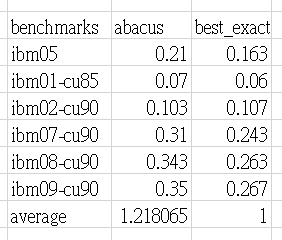 benchmarks abacus best_exact
ibm05 0.21 0.163
ibm01-cu85 0.07 0.06
ibm02-cu90 0.103 0.107
ibm07-cu90 0.31 0.243
ibm08-cu90 0.343 0.263
ibm09-cu90 0.35 0.267
average 1.218065 1